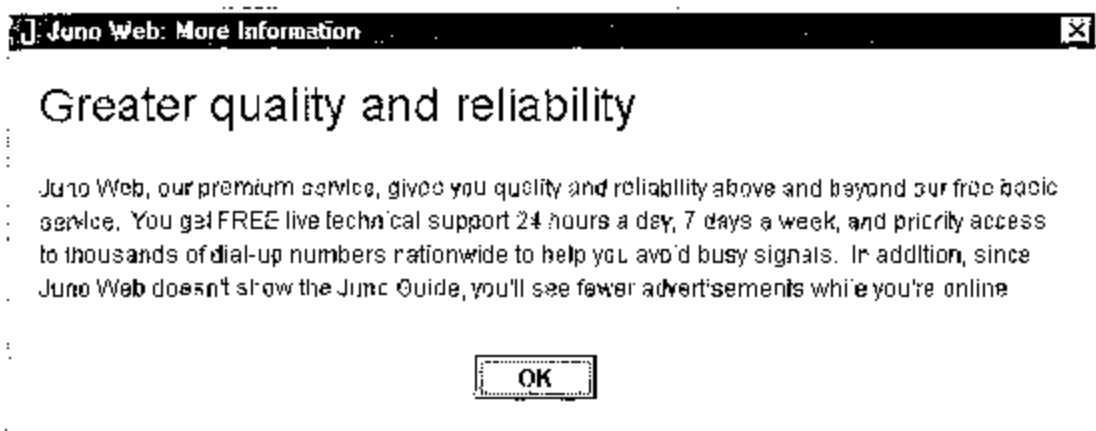 Juno Web: More Information
Greater quality and reliability
Juno Web, our premium service, gives you quality and reliability above and beyond our free basic
service. You get FREE live technical support 24 hours a day, 7 days a week, and priority access
to thousands of dial-up numbers nationwide to help you avoid busy signals. In addition, since
Juno Web doesn't show the Juno Guide, you'll see fewer advertisements while you're online
OK